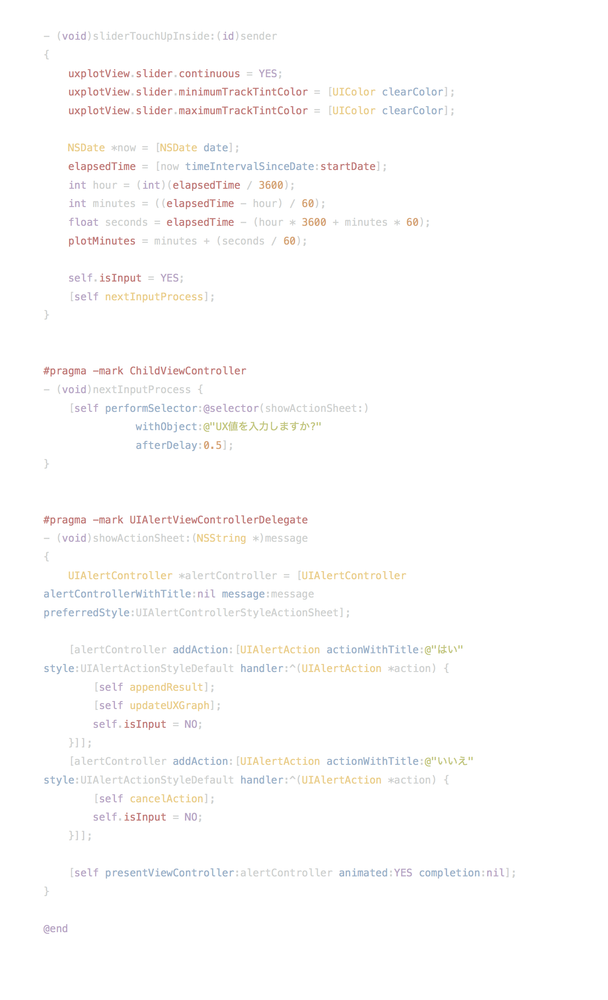 - (void)sliderTouchUpInside:(id)sender
{
    uxplotView.slider.continuous = YES;
    uxplotView.slider.minimumTrackTintColor = [UIColor clearColor];
    uxplotView.slider.maximumTrackTintColor = [UIColor clearColor];

    NSDate *now = [NSDate date];
    elapsedTime = [now timeIntervalSinceDate:startDate];
    int hour = (int)(elapsedTime / 3600);
    int minutes = ((elapsedTime - hour) / 60);
    float seconds = elapsedTime - (hour * 3600 + minutes * 60);
    plotMinutes = minutes + (seconds / 60);

    self.isInput = YES;
    [self nextInputProcess];
}

#pragma -mark ChildViewController
- (void)nextInputProcess {
    [self performSelector:@selector(showActionSheet:)
               withObject:@"UX値を入力しますか?"
               afterDelay:0.5];
}

#pragma -mark UIAlertViewControllerDelegate
- (void)showActionSheet:(NSString *)message
{
    UIAlertController *alertController = [UIAlertController
alertControllerWithTitle:nil message:message
preferredStyle:UIAlertControllerStyleActionSheet];

    [alertController addAction:[UIAlertAction actionWithTitle:@"はい"
style:UIAlertActionStyleDefault handler:^(UIAlertAction *action) {
        [self appendResult];
        [self updateUXGraph];
        self.isInput = NO;
    }]];
    [alertController addAction:[UIAlertAction actionWithTitle:@"いいえ"
style:UIAlertActionStyleDefault handler:^(UIAlertAction *action) {
        [self cancelAction];
        self.isInput = NO;
    }]];

    [self presentViewController:alertController animated:YES completion:nil];
}

@end